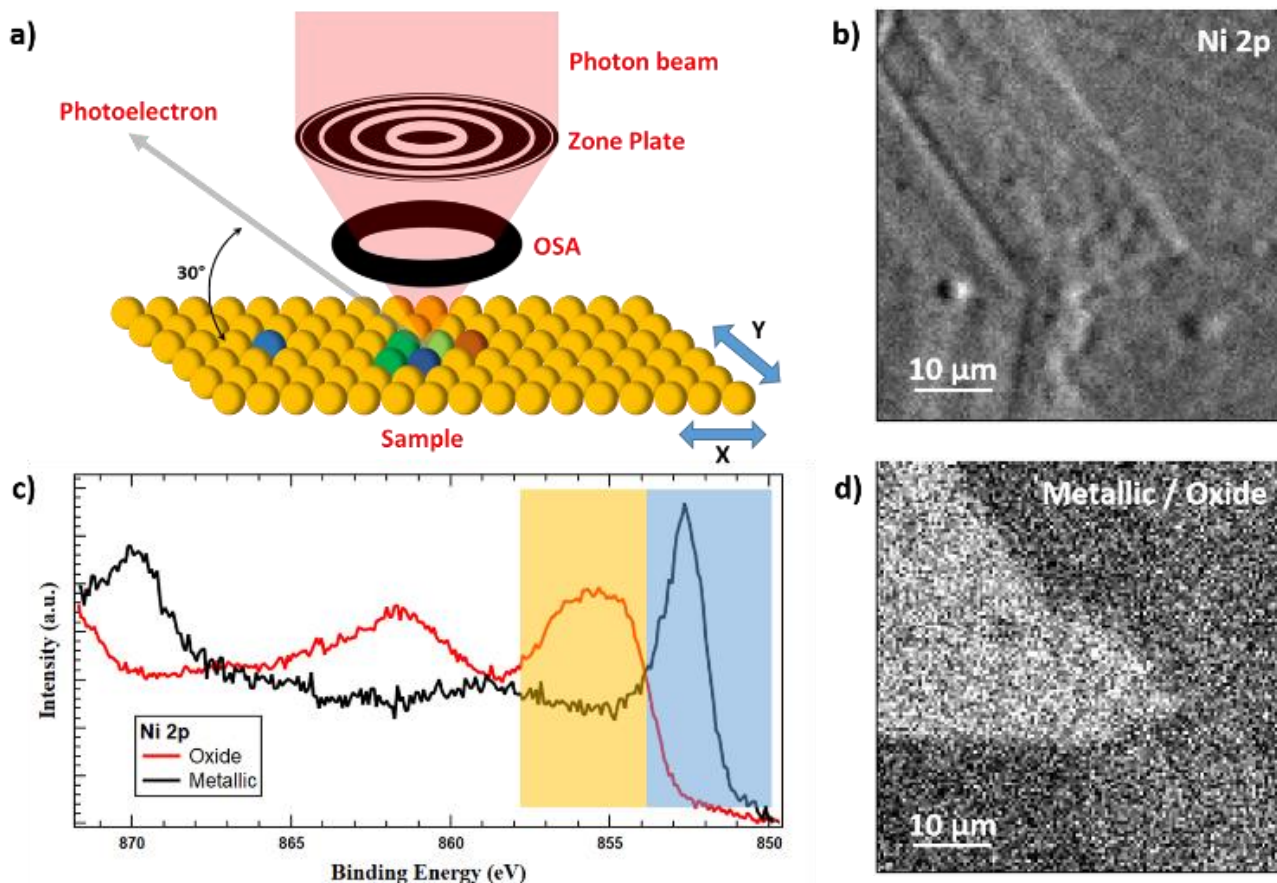 a)
Photon beam
Photoelectron
Zone Plate
OSA
30°
Y
Sample
X
b)
Ni 2p
10 µm
c)
Intensity (a.u.)
Ni 2p
Oxide
Metallic
870
865
860
855
850
Binding Energy (eV)
d)
Metallic / Oxide
10 µm